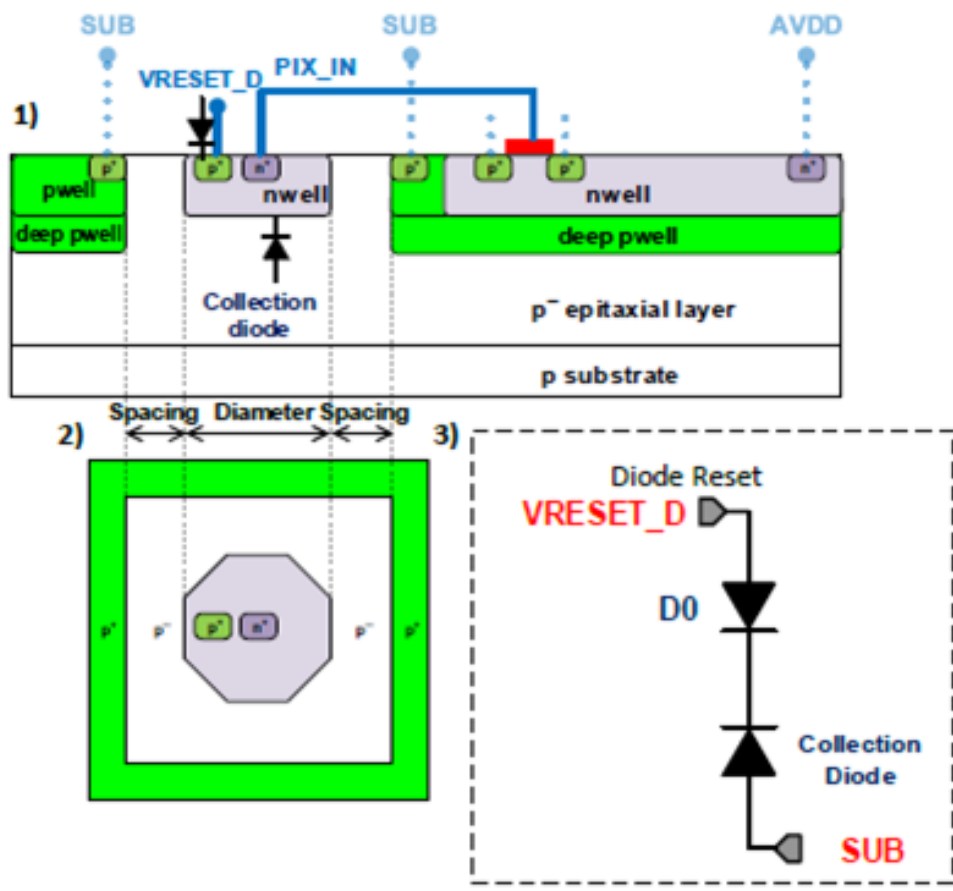 SUB SUB AVDD
PIX_IN
VRESET_D
1)
p+ p+ n+ p+ p+ p+ n+
pwell nwell nwell
deep pwell deep pwell
Collection
diode
p− epitaxial layer
p substrate
Spacing Diameter Spacing
2) 3)
p+ p− p+ n+ p− p+
Diode Reset
VRESET_D
D0
Collection
Diode
SUB